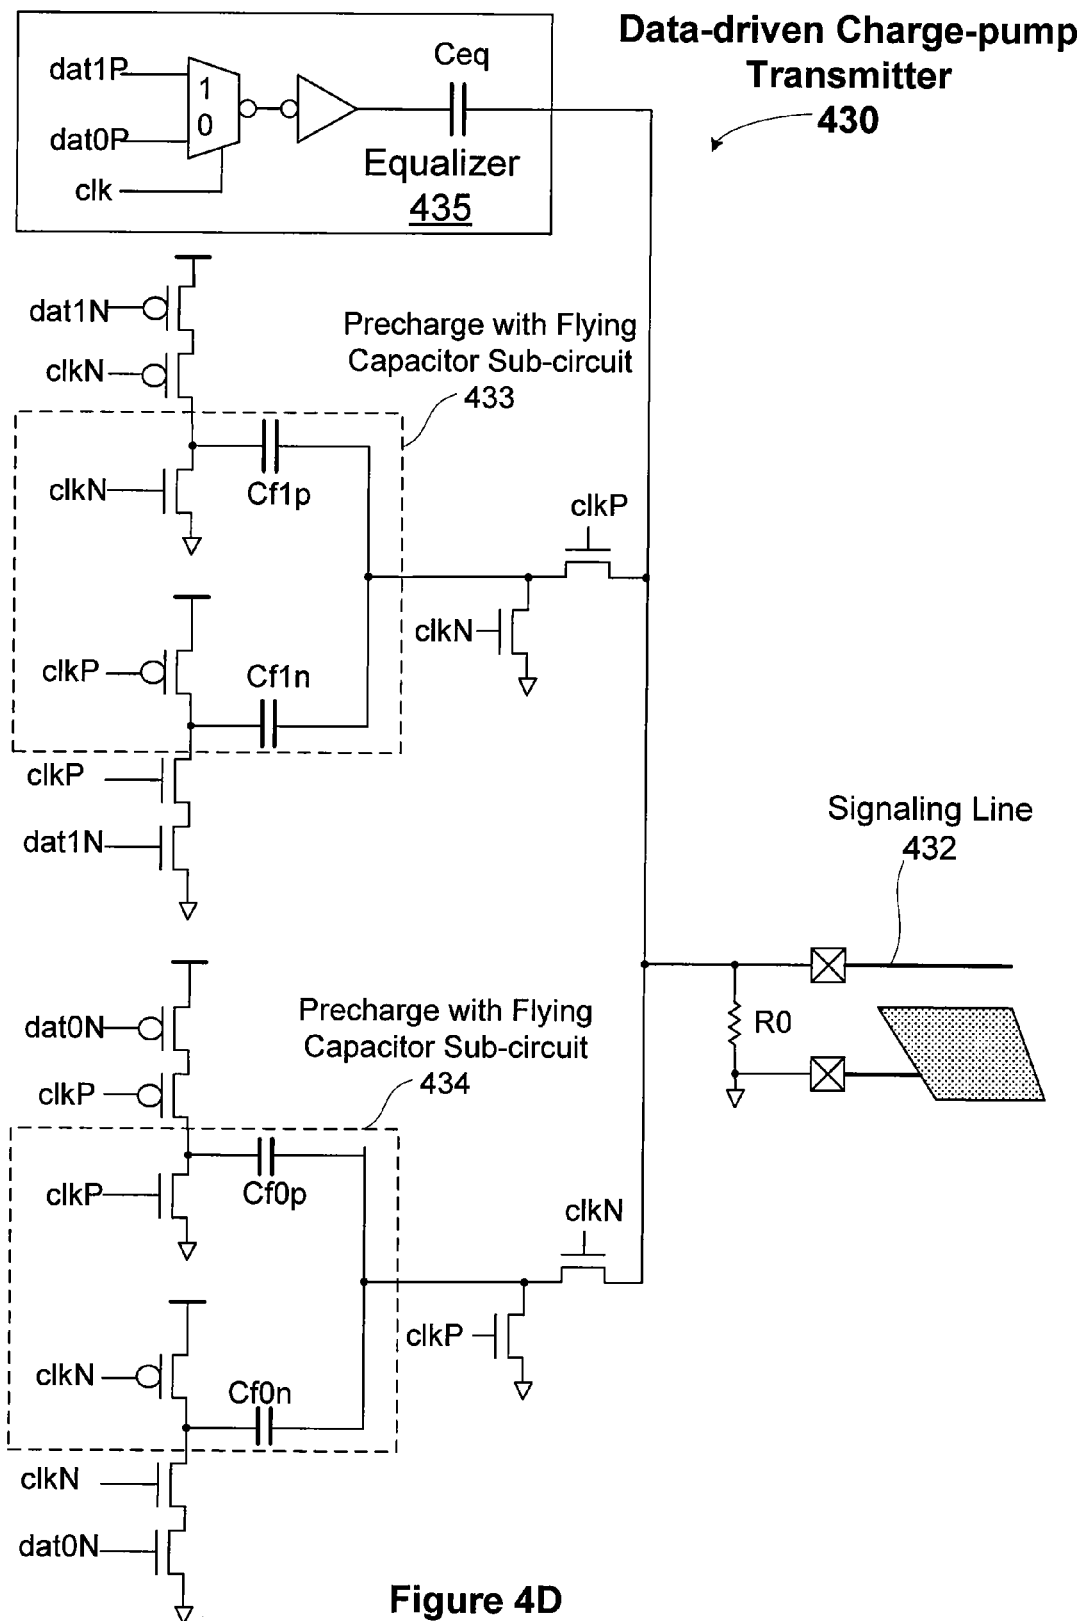 Data-driven Charge-pump
Transmitter
430
dat1P
1
0
dat0P
clk
Ceq
Equalizer
435
dat1N
clkN
Precharge with Flying
Capacitor Sub-circuit
433
clkN
Cf1p
clkP
clkN
clkP
Cf1n
clkP
dat1N
Signaling Line
432
dat0N
clkP
Precharge with Flying
Capacitor Sub-circuit
434
R0
clkP
Cf0p
clkN
clkP
clkN
Cf0n
clkN
dat0N
Figure 4D